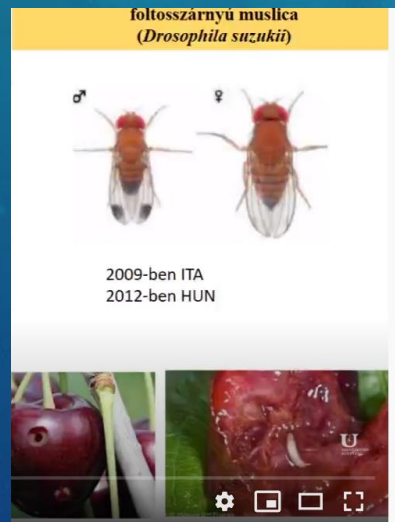 foltosszárnyú muslica
(Drosophila suzukii)
♂ ♀
2009-ben ITA
2012-ben HUN
U